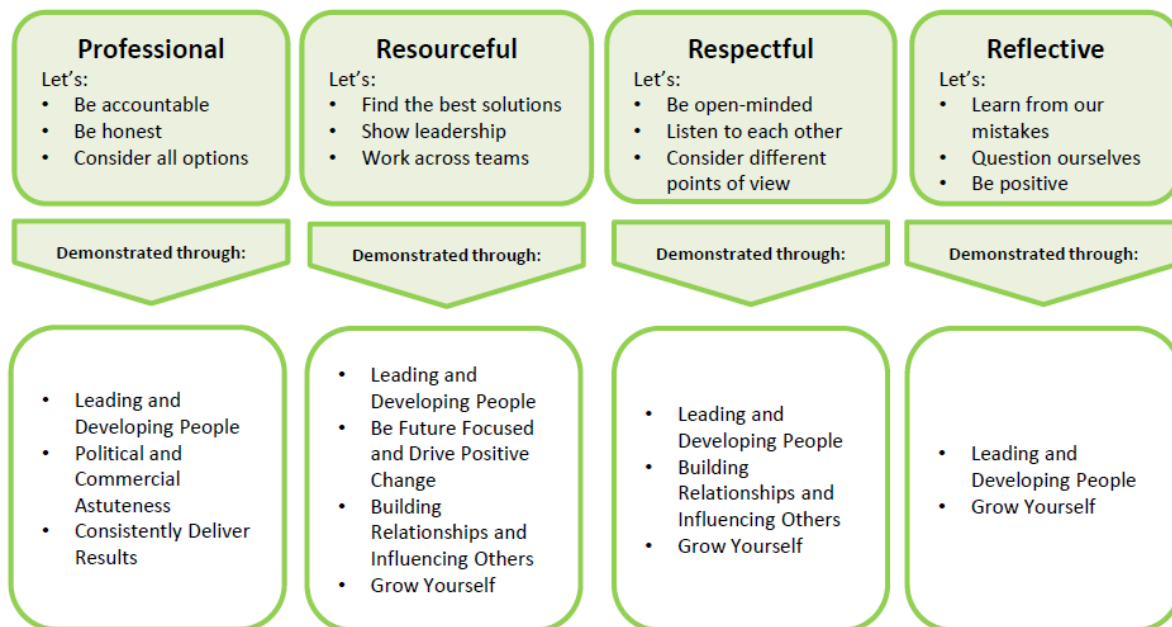 Professional
Let's:
• Be accountable
• Be honest
• Consider all options
Resourceful
Let's:
• Find the best solutions
• Show leadership
• Work across teams
Respectful
Let's:
• Be open-minded
• Listen to each other
• Consider different
points of view
Reflective
Let's:
• Learn from our
mistakes
• Question ourselves
• Be positive
Demonstrated through:
Demonstrated through:
Demonstrated through:
Demonstrated through:
• Leading and
Developing People
• Political and
Commercial
Astuteness
• Consistently Deliver
Results
• Leading and
Developing People
• Be Future Focused
and Drive Positive
Change
• Building
Relationships and
Influencing Others
• Grow Yourself
• Leading and
Developing People
• Building
Relationships and
Influencing Others
• Grow Yourself
• Leading and
Developing People
• Grow Yourself